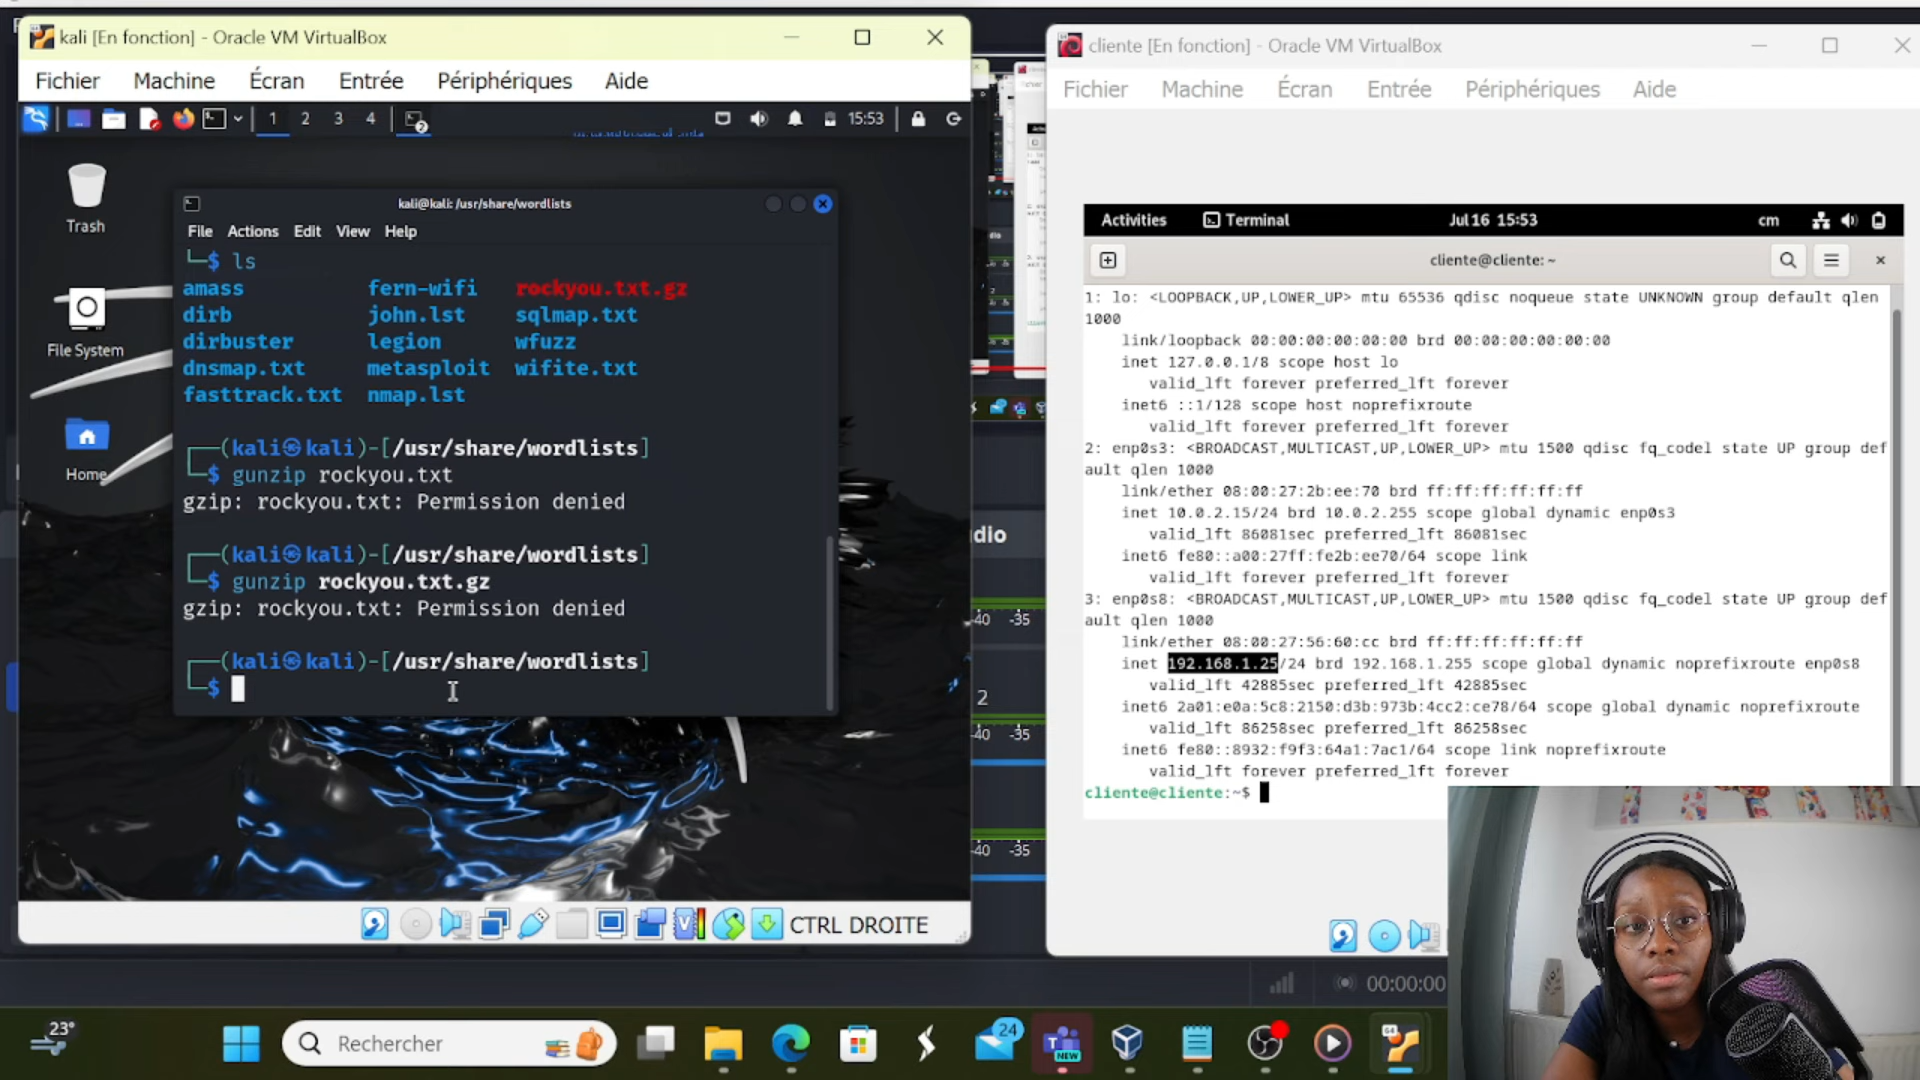 kali [En fonction] - Oracle VM VirtualBox
Fichier Machine Écran Entrée Périphériques Aide
1 2 3 4 2 15:53
Trash
File System
Home
kali@kali: /usr/share/wordlists
File Actions Edit View Help
└─$ ls
amass fern-wifi rockyou.txt.gz
dirb john.lst sqlmap.txt
dirbuster legion wfuzz
dnsmap.txt metasploit wifite.txt
fasttrack.txt nmap.lst
┌──(kali㉿kali)-[/usr/share/wordlists]
└─$ gunzip rockyou.txt
gzip: rockyou.txt: Permission denied
┌──(kali㉿kali)-[/usr/share/wordlists]
└─$ gunzip rockyou.txt.gz
gzip: rockyou.txt: Permission denied
┌──(kali㉿kali)-[/usr/share/wordlists]
└─$
CTRL DROITE
dio
-40 -35
2
-40 -35
-40 -35
cliente [En fonction] - Oracle VM VirtualBox
Fichier Machine Écran Entrée Périphériques Aide
Activities Terminal Jul 16 15:53 cm
cliente@cliente: ~
1: lo: <LOOPBACK,UP,LOWER_UP> mtu 65536 qdisc noqueue state UNKNOWN group default qlen
1000
link/loopback 00:00:00:00:00:00 brd 00:00:00:00:00:00
inet 127.0.0.1/8 scope host lo
valid_lft forever preferred_lft forever
inet6 ::1/128 scope host noprefixroute
valid_lft forever preferred_lft forever
2: enp0s3: <BROADCAST,MULTICAST,UP,LOWER_UP> mtu 1500 qdisc fq_codel state UP group def
ault qlen 1000
link/ether 08:00:27:2b:ee:70 brd ff:ff:ff:ff:ff:ff
inet 10.0.2.15/24 brd 10.0.2.255 scope global dynamic enp0s3
valid_lft 86081sec preferred_lft 86081sec
inet6 fe80::a00:27ff:fe2b:ee70/64 scope link
valid_lft forever preferred_lft forever
3: enp0s8: <BROADCAST,MULTICAST,UP,LOWER_UP> mtu 1500 qdisc fq_codel state UP group def
ault qlen 1000
link/ether 08:00:27:56:60:cc brd ff:ff:ff:ff:ff:ff
inet 192.168.1.25/24 brd 192.168.1.255 scope global dynamic noprefixroute enp0s8
valid_lft 42885sec preferred_lft 42885sec
inet6 2a01:e0a:5c8:2150:d3b:973b:4cc2:ce78/64 scope global dynamic noprefixroute
valid_lft 86258sec preferred_lft 86258sec
inet6 fe80::8932:f9f3:64a1:7ac1/64 scope link noprefixroute
valid_lft forever preferred_lft forever
cliente@cliente:~$
00:00:00
23°
Rechercher
24
NEW